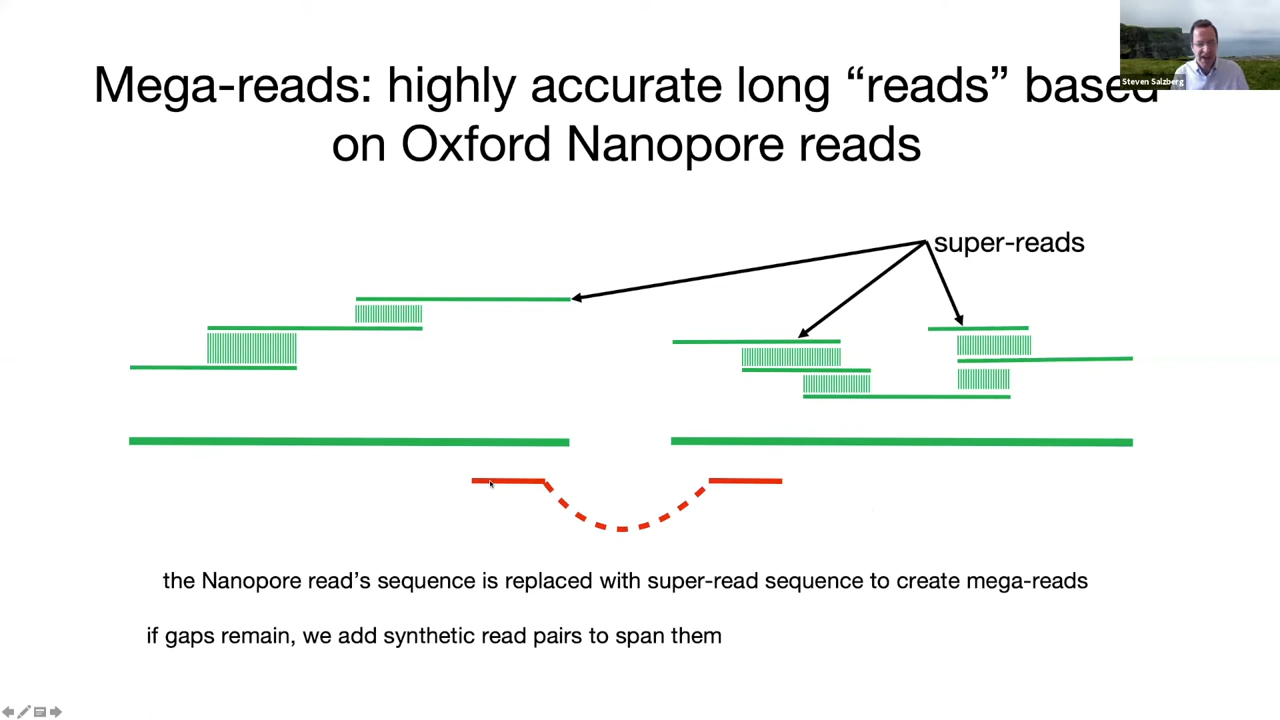 Steven Salzberg
Mega-reads: highly accurate long “reads” based
on Oxford Nanopore reads
super-reads
the Nanopore read’s sequence is replaced with super-read sequence to create mega-reads
if gaps remain, we add synthetic read pairs to span them